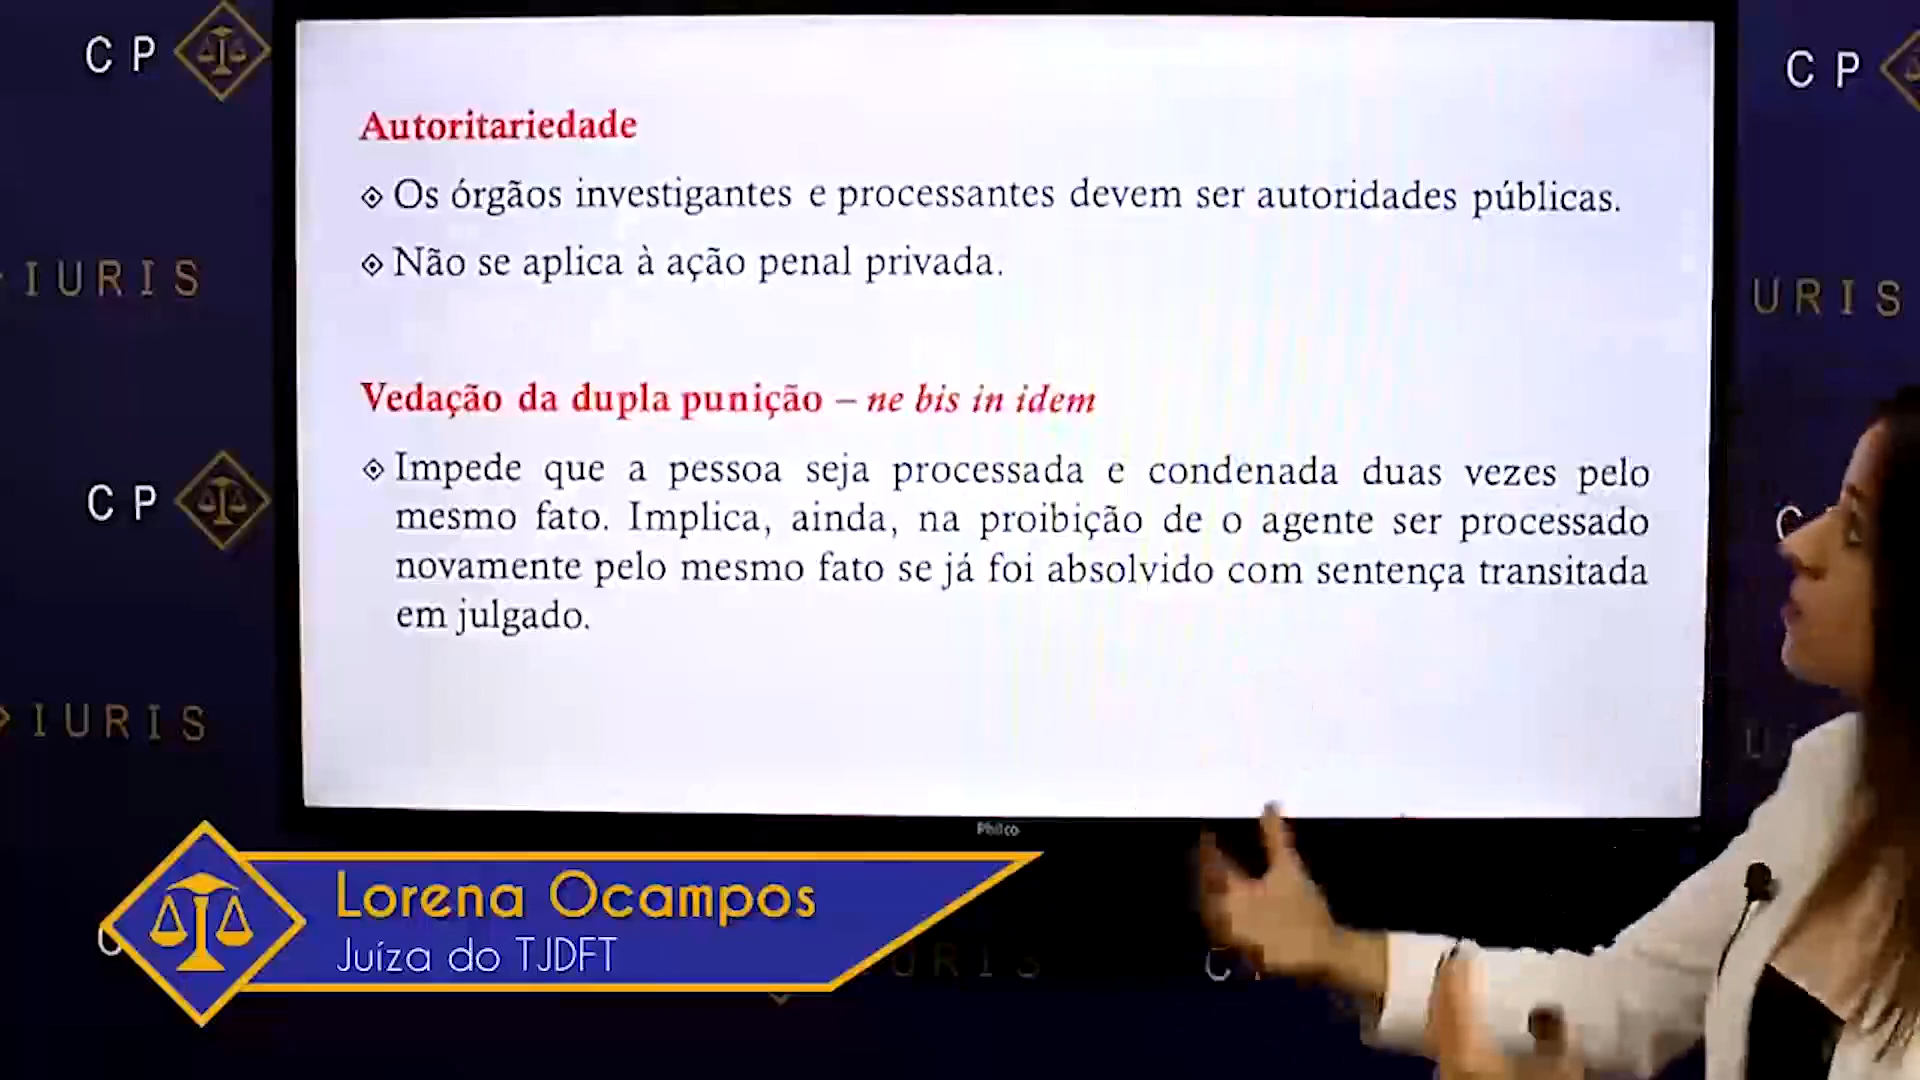 CP
CP
Autoritariedade
Os órgãos investigantes e processantes devem ser autoridades públicas.
Não se aplica à ação penal privada.
IURIS
URIS
Vedação da dupla punição – ne bis in idem
Impede que a pessoa seja processada e condenada duas vezes pelo
mesmo fato. Implica, ainda, na proibição de o agente ser processado
novamente pelo mesmo fato se já foi absolvido com sentença transitada
em julgado.
CP
IURIS
Philco
Lorena Ocampos
Juíza do TJDFT